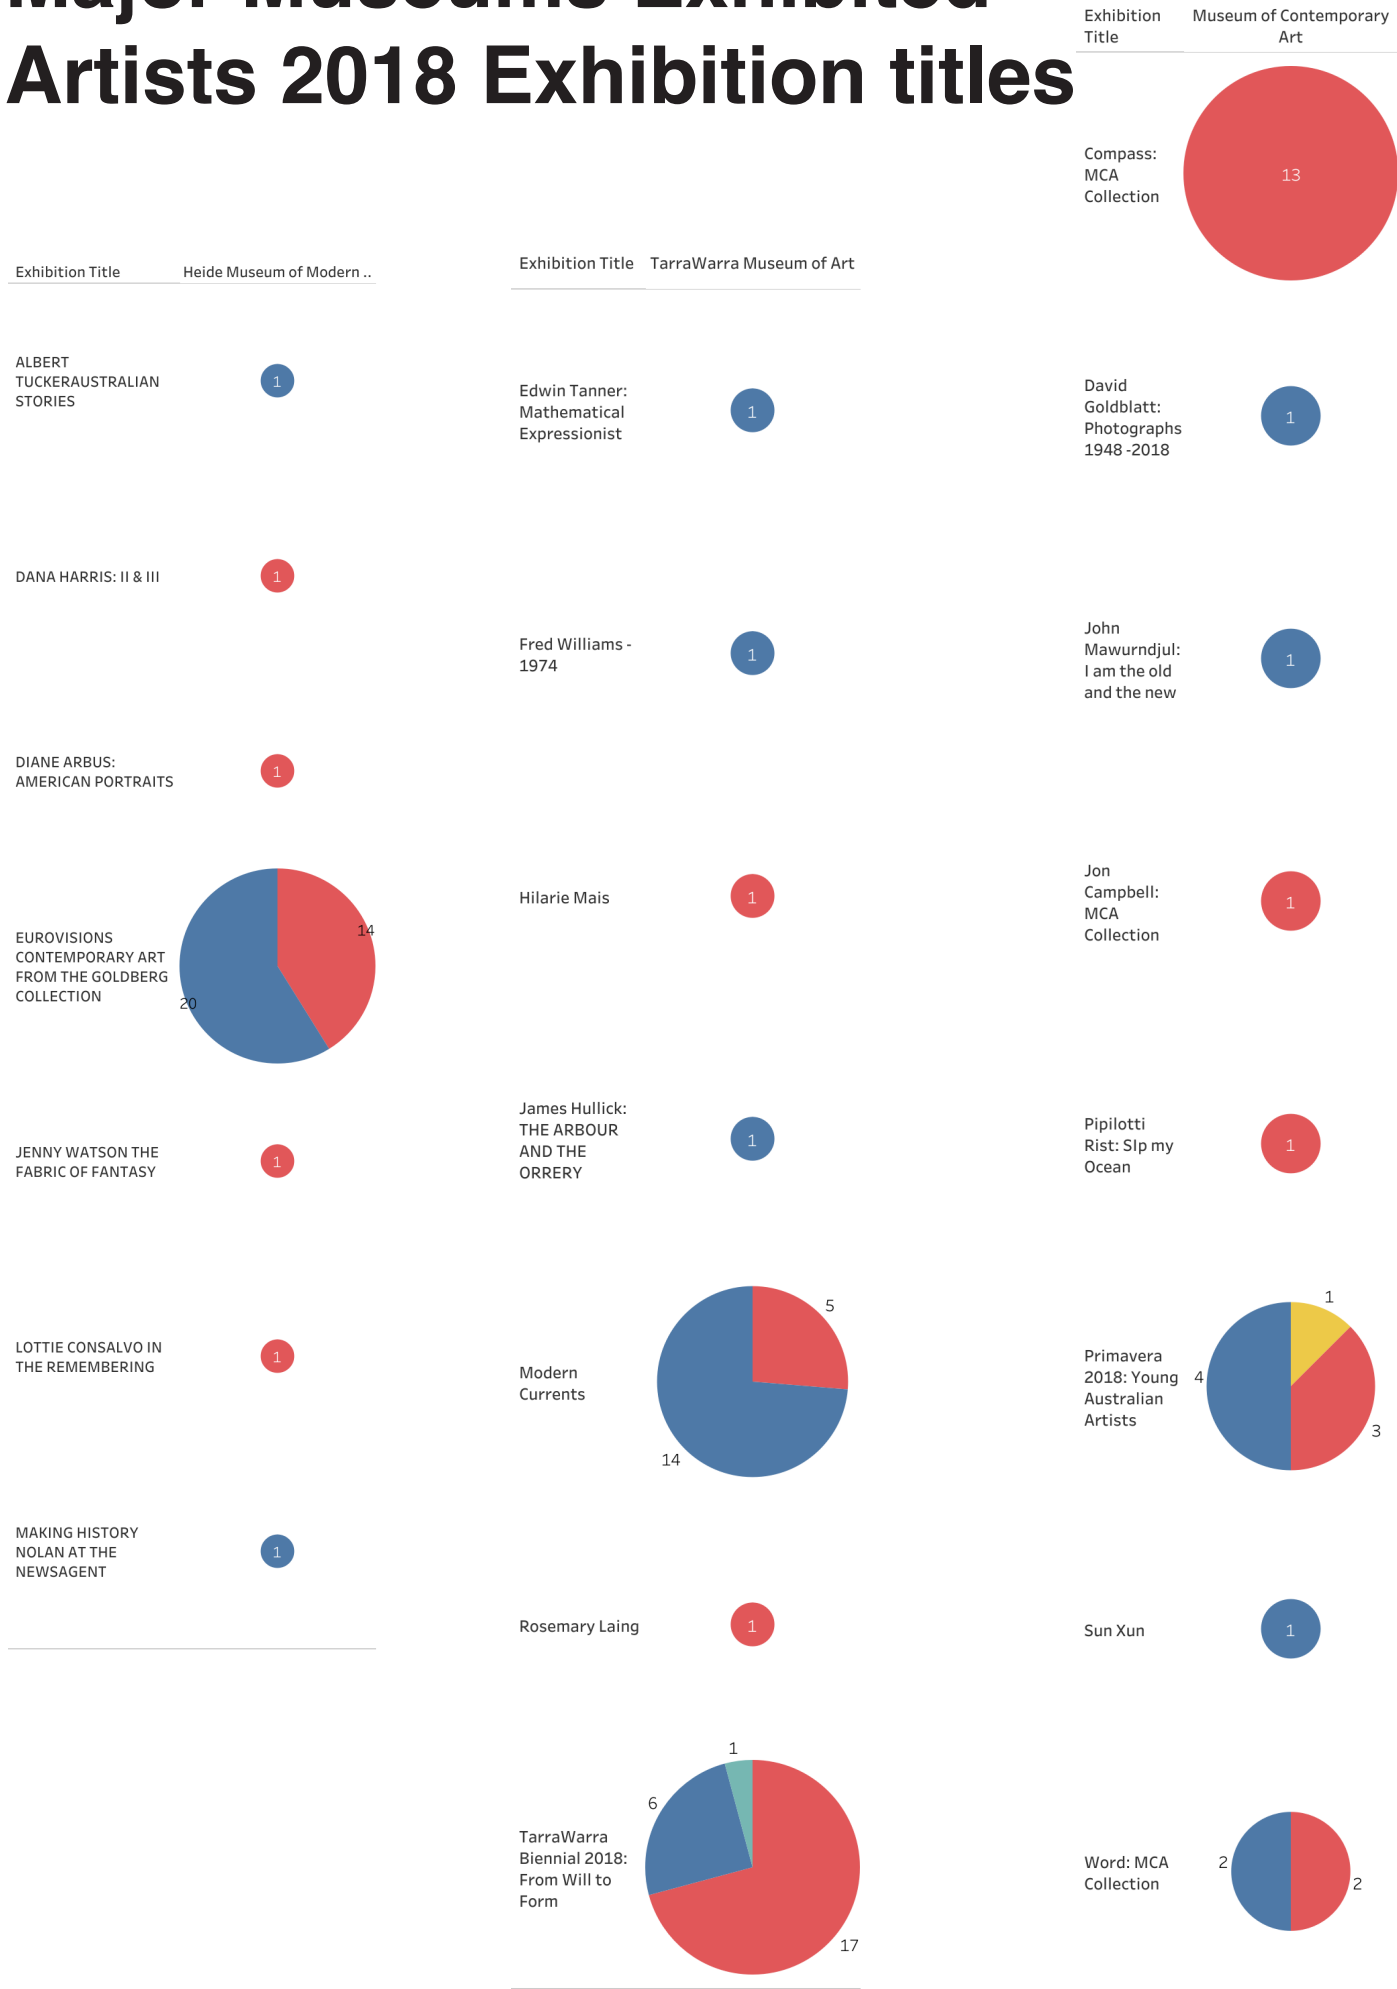 Major Museums Exhibited
Artists 2018 Exhibition titles
Exhibition Title Heide Museum of Modern ..
ALBERT
TUCKERAUSTRALIAN
STORIES
1
DANA HARRIS: II & III
1
DIANE ARBUS:
AMERICAN PORTRAITS
1
EUROVISIONS
CONTEMPORARY ART
FROM THE GOLDBERG
COLLECTION
14
20
JENNY WATSON THE
FABRIC OF FANTASY
1
LOTTIE CONSALVO IN
THE REMEMBERING
1
MAKING HISTORY
NOLAN AT THE
NEWSAGENT
1
Exhibition Title TarraWarra Museum of Art
Edwin Tanner:
Mathematical
Expressionist
1
Fred Williams -
1974
1
Hilarie Mais
1
James Hullick:
THE ARBOUR
AND THE
ORRERY
1
Modern
Currents
5
14
Rosemary Laing
1
TarraWarra
Biennial 2018:
From Will to
Form
1
6
17
Exhibition
Title
Museum of Contemporary
Art
Compass:
MCA
Collection
13
David
Goldblatt:
Photographs
1948 -2018
1
John
Mawurndjul:
I am the old
and the new
1
Jon
Campbell:
MCA
Collection
1
Pipilotti
Rist: SIp my
Ocean
1
Primavera
2018: Young
Australian
Artists
1
4
3
Sun Xun
1
Word: MCA
Collection
2
2